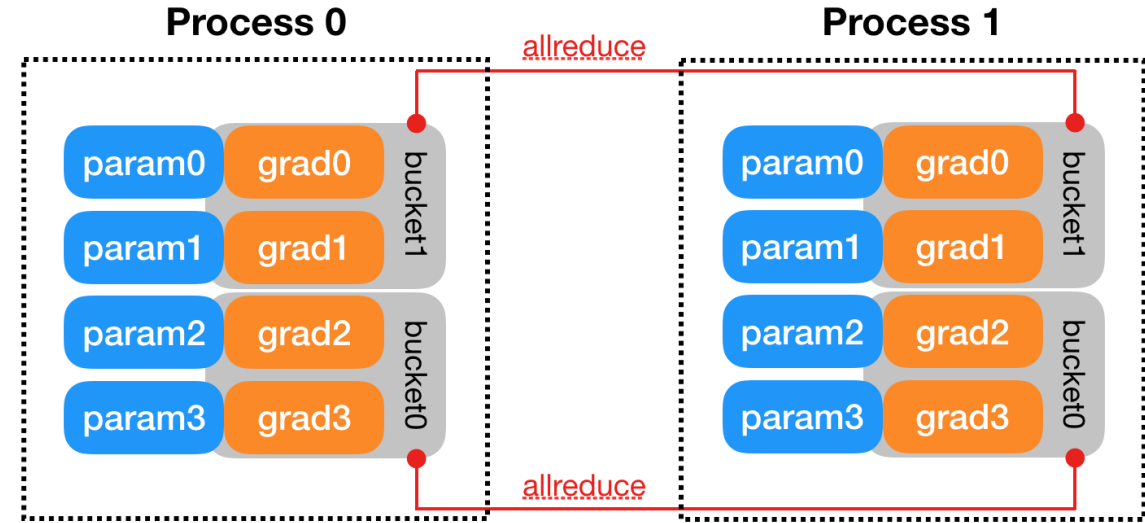 Process 0
Process 1
allreduce
param0 grad0
param1 grad1
bucket1
param2 grad2
param3 grad3
bucket0
param0 grad0
param1 grad1
bucket1
param2 grad2
param3 grad3
bucket0
allreduce